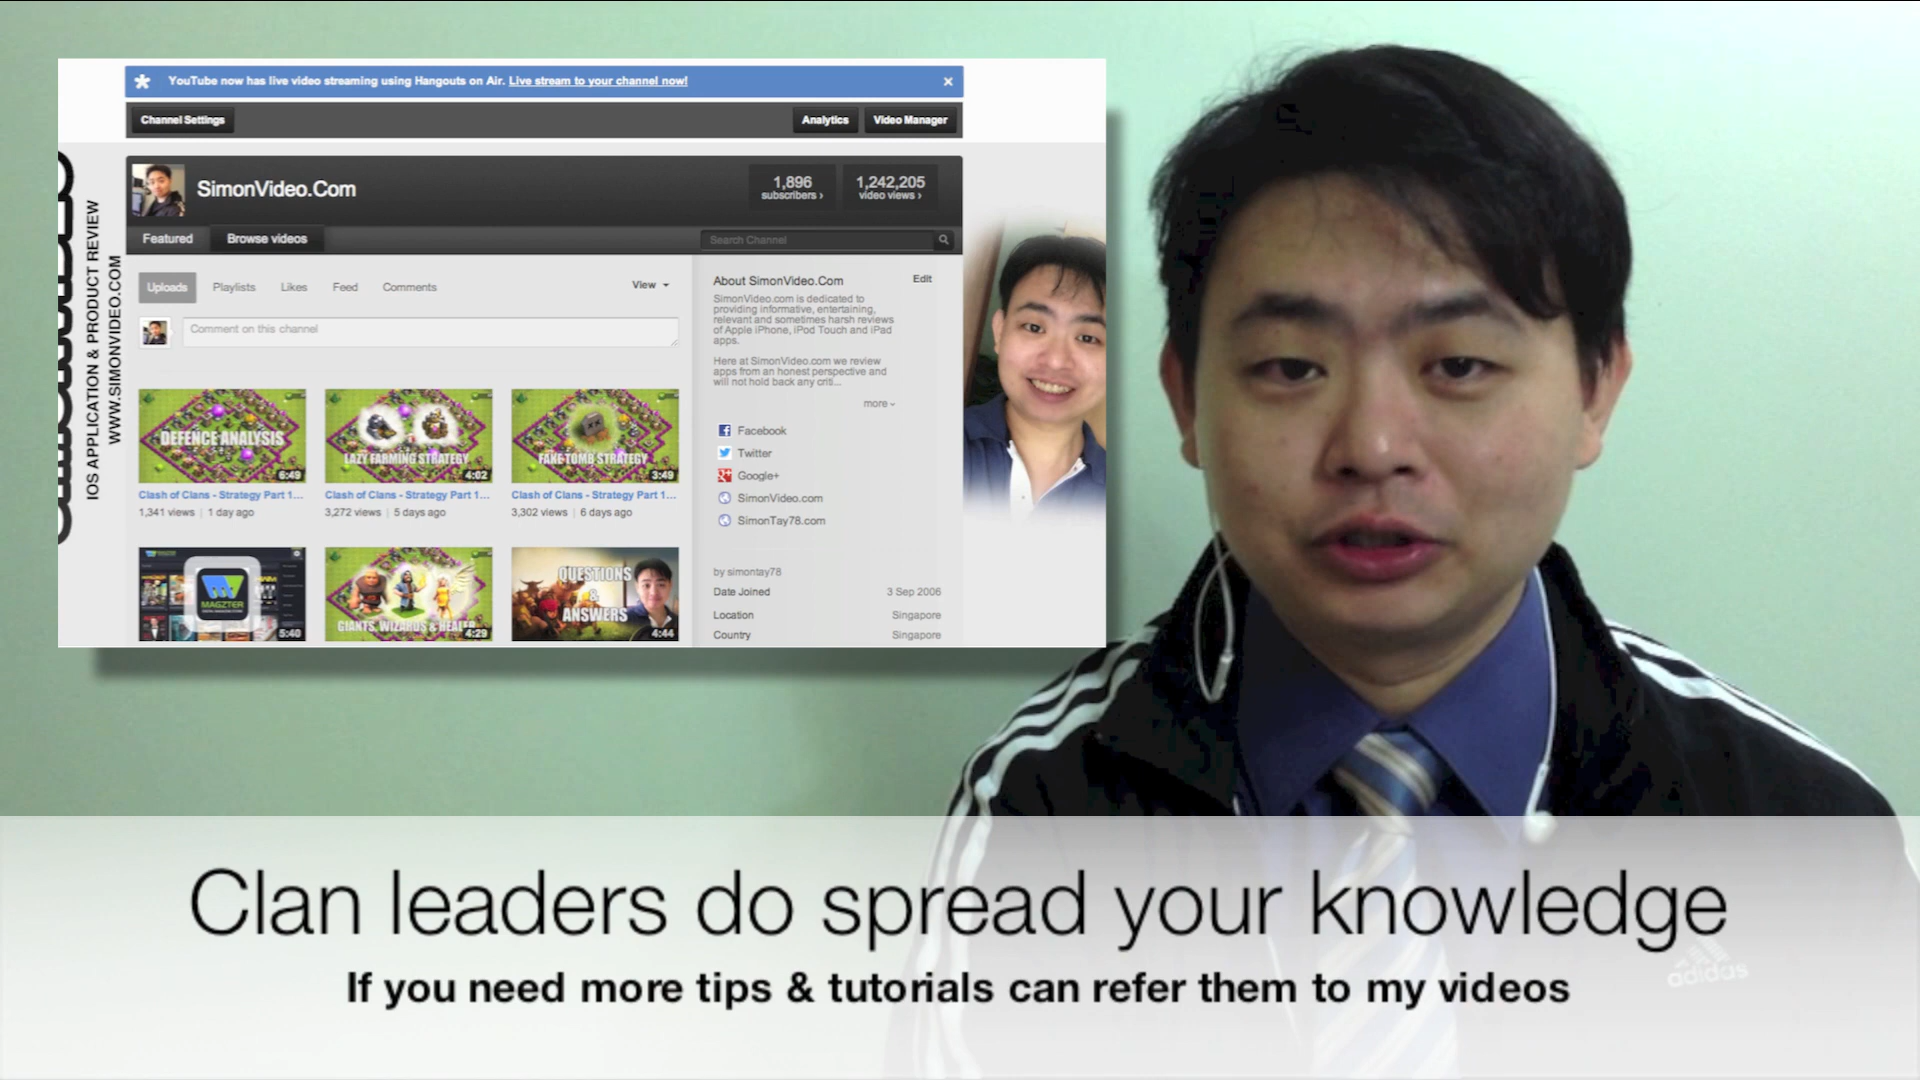 YouTube now has live video streaming using Hangouts on Air. Live stream to your channel now!
Channel Settings
Analytics
Video Manager
SimonVideo.Com
1,896
subscribers ›
1,242,205
video views ›
Featured
Browse videos
Search Channel
IOS APPLICATION & PRODUCT REVIEW
WWW.SIMONVIDEO.COM
Uploads
Playlists
Likes
Feed
Comments
View
Comment on this channel
DEFENCE ANALYSIS
6:49
Clash of Clans - Strategy Part 1...
1,341 views | 1 day ago
LAZY FARMING STRATEGY
4:02
Clash of Clans - Strategy Part 1...
3,272 views | 5 days ago
FAKE TOMB STRATEGY
3:49
Clash of Clans - Strategy Part 1...
3,302 views | 6 days ago
MAGZTER
5:40
GIANTS, WIZARDS & HEALER
4:29
QUESTIONS
&
ANSWERS
4:44
About SimonVideo.Com
Edit
SimonVideo.com is dedicated to
providing informative, entertaining,
relevant and sometimes harsh reviews
of Apple iPhone, iPod Touch and iPad
apps.
Here at SimonVideo.com we review
apps from an honest perspective and
will not hold back any criti...
more
Facebook
Twitter
Google+
SimonVideo.com
SimonTay78.com
by simontay78
Date Joined
3 Sep 2006
Location
Singapore
Country
Singapore
Clan leaders do spread your knowledge
If you need more tips & tutorials can refer them to my videos
adidas